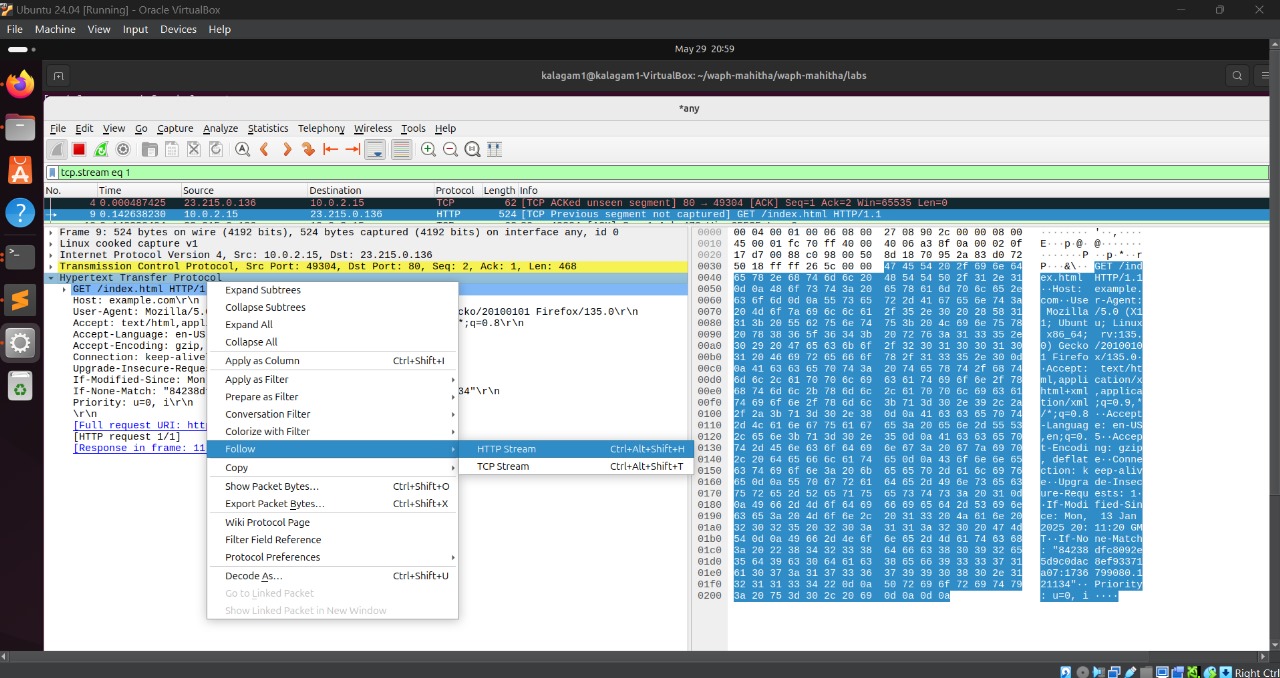 Ubuntu 24.04 [Running] - Oracle VirtualBox
File Machine View Input Devices Help
May 29 20:59
kalagam1@kalagam1-VirtualBox: ~/waph-mahitha/waph-mahitha/labs
*any
File Edit View Go Capture Analyze Statistics Telephony Wireless Tools Help
tcp.stream eq 1
No. Time Source Destination Protocol Length Info
4 0.000487425 23.215.0.136 10.0.2.15 TCP 62 [TCP ACKed unseen segment] 80 → 49304 [ACK] Seq=1 Ack=2 Win=65535 Len=0
9 0.142638230 10.0.2.15 23.215.0.136 HTTP 524 [TCP Previous segment not captured] GET /index.html HTTP/1.1
Frame 9: 524 bytes on wire (4192 bits), 524 bytes captured (4192 bits) on interface any, id 0
Linux cooked capture v1
Internet Protocol Version 4, Src: 10.0.2.15, Dst: 23.215.0.136
Transmission Control Protocol, Src Port: 49304, Dst Port: 80, Seq: 2, Ack: 1, Len: 468
Hypertext Transfer Protocol
GET /index.html HTTP/1
Host: example.com\r\n
User-Agent: Mozilla/5.0 cko/20100101 Firefox/135.0\r\n
Accept: text/html,appl *;q=0.8\r\n
Accept-Language: en-US
Accept-Encoding: gzip,
Connection: keep-alive
Upgrade-Insecure-Reque
If-Modified-Since: Mon
If-None-Match: "84238d 34"\r\n
Priority: u=0, i\r\n
\r\n
[Full request URI: htt
[HTTP request 1/1]
[Response in frame: 11
Expand Subtrees
Collapse Subtrees
Expand All
Collapse All
Apply as Column Ctrl+Shift+I
Apply as Filter
Prepare as Filter
Conversation Filter
Colorize with Filter
Follow
HTTP Stream Ctrl+Alt+Shift+H
TCP Stream Ctrl+Alt+Shift+T
Copy
Show Packet Bytes... Ctrl+Shift+O
Export Packet Bytes... Ctrl+Shift+X
Wiki Protocol Page
Filter Field Reference
Protocol Preferences
Decode As... Ctrl+Shift+U
Go to Linked Packet
Show Linked Packet in New Window
0000 00 04 00 01 00 06 08 00 27 08 90 2c 00 00 08 00 ········ '··,····
0010 45 00 01 fc 70 ff 40 00 40 06 a3 8f 0a 00 02 0f E···p·@· @·······
0020 17 d7 00 88 c0 98 00 50 8d 18 70 95 2a 83 d0 72 ·······P ··p·*··r
0030 50 18 ff ff 26 5c 00 00 47 45 54 20 2f 69 6e 64 P···&\·· GET /ind
0040 65 78 2e 68 74 6d 6c 20 48 54 54 50 2f 31 2e 31 ex.html HTTP/1.1
0050 0d 0a 48 6f 73 74 3a 20 65 78 61 6d 70 6c 65 2e ··Host: example.
0060 63 6f 6d 0d 0a 55 73 65 72 2d 41 67 65 6e 74 3a com··User-Agent:
0070 20 4d 6f 7a 69 6c 6c 61 2f 35 2e 30 20 28 58 31 Mozilla/5.0 (X1
0080 31 3b 20 55 62 75 6e 74 75 3b 20 4c 69 6e 75 78 1; Ubuntu; Linux
0090 20 78 38 36 5f 36 34 3b 20 72 76 3a 31 33 35 2e x86_64; rv:135.
00a0 30 29 20 47 65 63 6b 6f 2f 32 30 31 30 30 31 30 0) Gecko/2010010
00b0 31 20 46 69 72 65 66 6f 78 2f 31 33 35 2e 30 0d 1 Firefox/135.0·
00c0 0a 41 63 63 65 70 74 3a 20 74 65 78 74 2f 68 74 ·Accept: text/ht
00d0 6d 6c 2c 61 70 70 6c 69 63 61 74 69 6f 6e 2f 78 ml,application/x
00e0 68 74 6d 6c 2b 78 6d 6c 2c 61 70 70 6c 69 63 61 html+xml,applica
00f0 74 69 6f 6e 2f 78 6d 6c 3b 71 3d 30 2e 39 2c 2a tion/xml;q=0.9,*
0100 2f 2a 3b 71 3d 30 2e 38 0d 0a 41 63 63 65 70 74 /*;q=0.8··Accept
0110 2d 4c 61 6e 67 75 61 67 65 3a 20 65 6e 2d 55 53 -Language: en-US
0120 2c 65 6e 3b 71 3d 30 2e 35 0d 0a 41 63 63 65 70 ,en;q=0.5··Accep
0130 74 2d 45 6e 63 6f 64 69 6e 67 3a 20 67 7a 69 70 t-Encoding: gzip
0140 2c 20 64 65 66 6c 61 74 65 0d 0a 43 6f 6e 6e 65 , deflate··Conne
0150 63 74 69 6f 6e 3a 20 6b 65 65 70 2d 61 6c 69 76 ction: keep-aliv
0160 65 0d 0a 55 70 67 72 61 64 65 2d 49 6e 73 65 63 e··Upgrade-Insec
0170 75 72 65 2d 52 65 71 75 65 73 74 73 3a 20 31 0d ure-Requests: 1·
0180 0a 49 66 2d 4d 6f 64 69 66 69 65 64 2d 53 69 6e ·If-Modified-Sin
0190 63 65 3a 20 4d 6f 6e 2c 20 31 33 20 4a 61 6e 20 ce: Mon, 13 Jan
01a0 32 30 32 35 20 32 30 3a 31 31 3a 32 30 20 47 4d 2025 20:11:20 GM
01b0 54 0d 0a 49 66 2d 4e 6f 6e 65 2d 4d 61 74 63 68 T··If-None-Match
01c0 3a 20 22 38 34 32 33 38 64 66 63 38 30 39 32 65 : "84238dfc8092e
01d0 35 64 39 63 30 64 61 63 38 65 66 39 33 33 37 31 5d9c0dac8ef93371
01e0 61 30 37 3a 31 37 33 36 37 39 39 30 38 30 2e 31 a07:1736799080.1
01f0 32 31 31 33 34 22 0d 0a 50 72 69 6f 72 69 74 79 21134"··Priority
0200 3a 20 75 3d 30 2c 20 69 0d 0a 0d 0a : u=0, i····
Right Ctrl